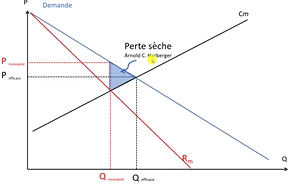 P
Demande
Cm
Perte sèche
Arnold C. Harberger
P monopole
P efficace
Q
Rm
Q monopole
Q efficace